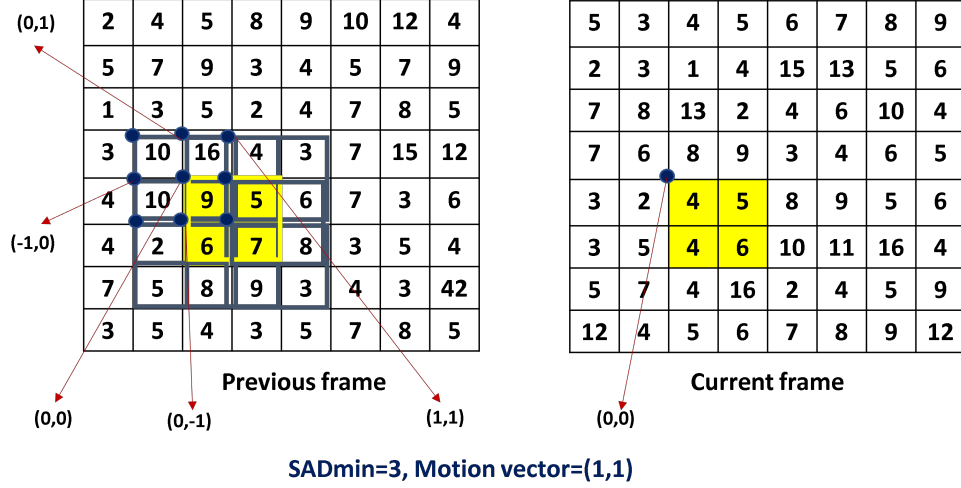 (0,1)
2 4 5 8 9 10 12 4
5 7 9 3 4 5 7 9
1 3 5 2 4 7 8 5
3 10 16 4 3 7 15 12
4 10 9 5 6 7 3 6
(-1,0)
4 2 6 7 8 3 5 4
7 5 8 9 3 4 3 42
3 5 4 3 5 7 8 5
Previous frame
(0,0)
(0,-1)
(1,1)
5 3 4 5 6 7 8 9
2 3 1 4 15 13 5 6
7 8 13 2 4 6 10 4
7 6 8 9 3 4 6 5
3 2 4 5 8 9 5 6
3 5 4 6 10 11 16 4
5 7 4 16 2 4 5 9
12 4 5 6 7 8 9 12
Current frame
(0,0)
SADmin=3, Motion vector=(1,1)